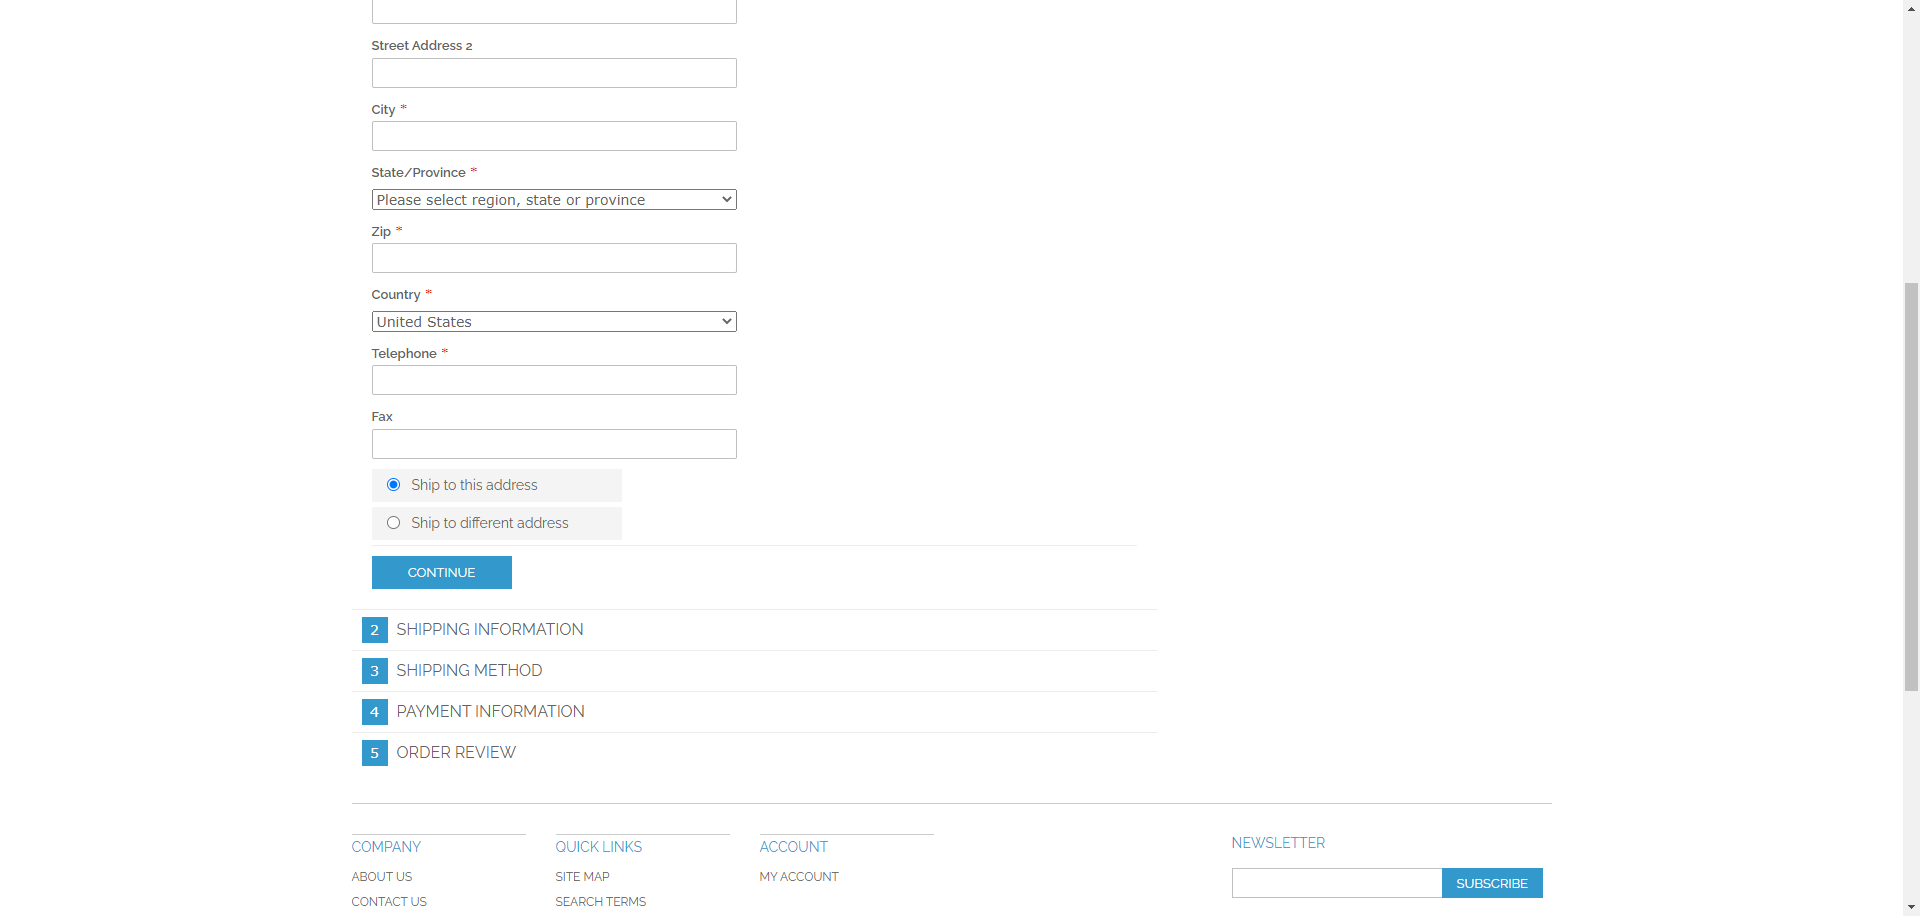 Street Address 2
City *
State/Province *
Please select region, state or province
Zip *
Country *
United States
Telephone *
Fax
Ship to this address
Ship to different address
CONTINUE
2 SHIPPING INFORMATION
3 SHIPPING METHOD
4 PAYMENT INFORMATION
5 ORDER REVIEW
COMPANY
ABOUT US
CONTACT US
QUICK LINKS
SITE MAP
SEARCH TERMS
ACCOUNT
MY ACCOUNT
NEWSLETTER
SUBSCRIBE